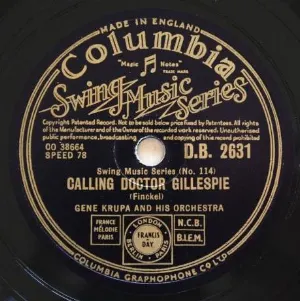 MADE IN ENGLAND
Columbia
"Magic Notes"
TRADE MARK
Swing Music Series
Copyright Patented Record. Not to be sold below price fixed by Patentees. All rights
of the Manufacturer and of the Owner of the recorded work reserved. Unauthorised
public performance, broadcasting and copying of this record prohibited
CO 38664
SPEED 78
D.B. 2631
Swing Music Series (No. 114)
CALLING DOCTOR GILLESPIE
(Finckel)
GENE KRUPA AND HIS ORCHESTRA
FRANCE
MÉLODIE
PARIS
LONDON
FRANCIS
& DAY
BERLIN - PARIS
N.C.B.
B.I.E.M.
COLUMBIA GRAPHOPHONE CO LTD